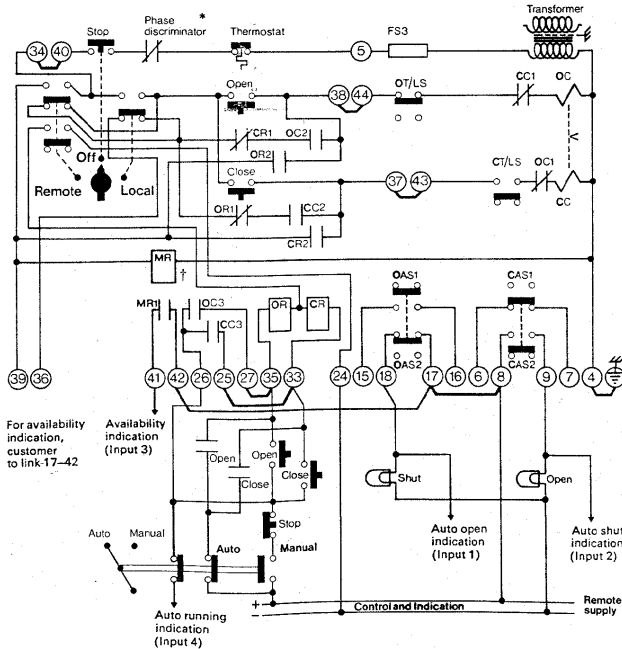 Transformer
Phase *
discriminator
Stop
Thermostat
FS3
34 40
5
Open
38 44
OT/LS
CC1
OC
CR1
OC2
OR2
Off
Remote
Local
Close
37 43
CT/LS
OC1
CC
OR1
CC2
CR2
MR
†
MR1
OC3
CC3
OR
CR
OAS1
OAS2
CAS1
CAS2
39 36 41 42 26 25 27 35 33 24 15 18 17 16 6 8 9 7 4
For availability
indication,
customer
to link-17–42
Availability
indication
(Input 3)
Open
Close
Open
Close
Stop
Shut
Open
Auto open
indication
(Input 1)
Auto shut
indication
(Input 2)
Auto
Manual
Auto
Manual
Auto running
indication
(Input 4)
+
−
Control and Indication
Remote
supply